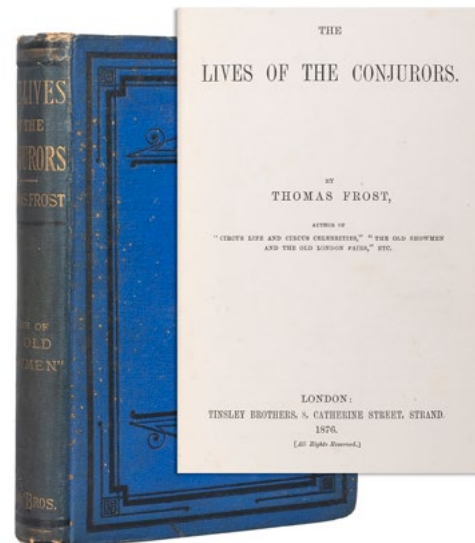 LIVES
THE
JRORS
FROST
OF
OLD
MEN"
BROS.
THE
LIVES OF THE CONJURORS.
BY
THOMAS FROST,
AUTHOR OF
"CIRCUS LIFE AND CIRCUS CELEBRITIES," "THE OLD SHOWMEN
AND THE OLD LONDON FAIRS," ETC.
LONDON:
TINSLEY BROTHERS, 8, CATHERINE STREET, STRAND.
1876.
[All Rights Reserved.]